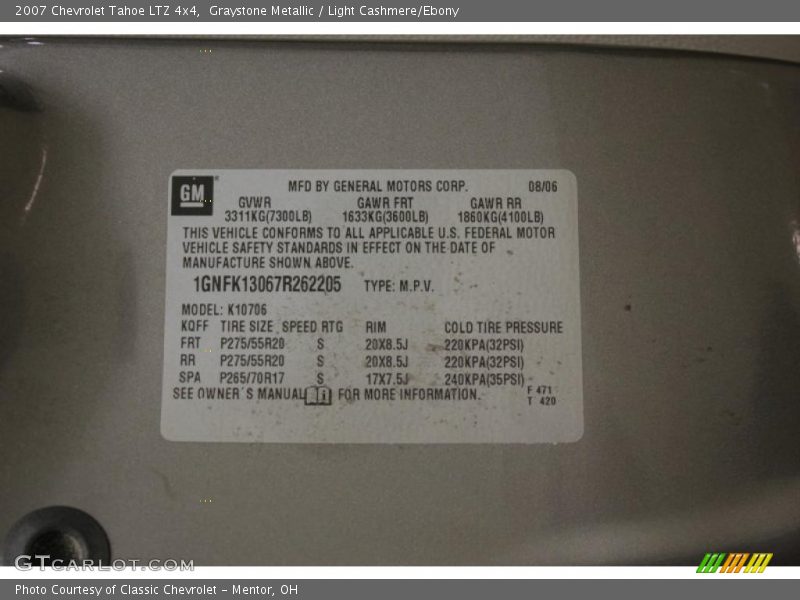 2007 Chevrolet Tahoe LTZ 4x4,  Graystone Metallic / Light Cashmere/Ebony
GM
MFD BY GENERAL MOTORS CORP. 08/06
GVWR GAWR FRT GAWR RR
3311KG(7300LB) 1633KG(3600LB) 1860KG(4100LB)
THIS VEHICLE CONFORMS TO ALL APPLICABLE U.S. FEDERAL MOTOR
VEHICLE SAFETY STANDARDS IN EFFECT ON THE DATE OF
MANUFACTURE SHOWN ABOVE.
1GNFK13067R262205 TYPE: M.P.V.
MODEL: K10706
KQFF TIRE SIZE SPEED RTG RIM COLD TIRE PRESSURE
FRT P275/55R20 S 20X8.5J 220KPA(32PSI)
RR P275/55R20 S 20X8.5J 220KPA(32PSI)
SPA P265/70R17 S 17X7.5J 240KPA(35PSI)
SEE OWNER'S MANUAL FOR MORE INFORMATION.
F 471
T 420
GTCARLOT.COM
Photo Courtesy of Classic Chevrolet - Mentor, OH